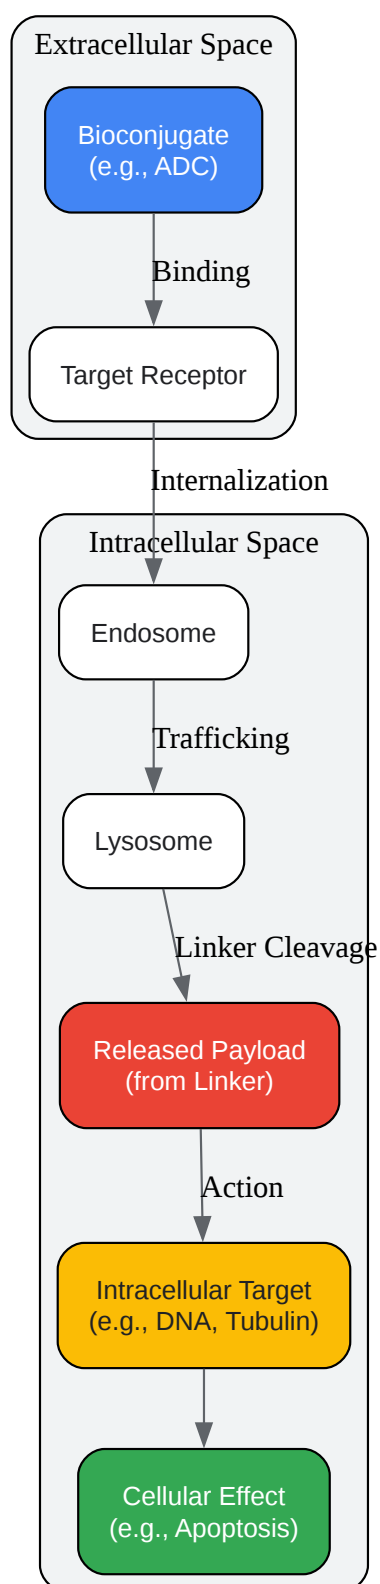 Extracellular Space
Bioconjugate
(e.g., ADC)
Binding
Target Receptor
Internalization
Intracellular Space
Endosome
Trafficking
Lysosome
Linker Cleavage
Released Payload
(from Linker)
Action
Intracellular Target
(e.g., DNA, Tubulin)
Cellular Effect
(e.g., Apoptosis)